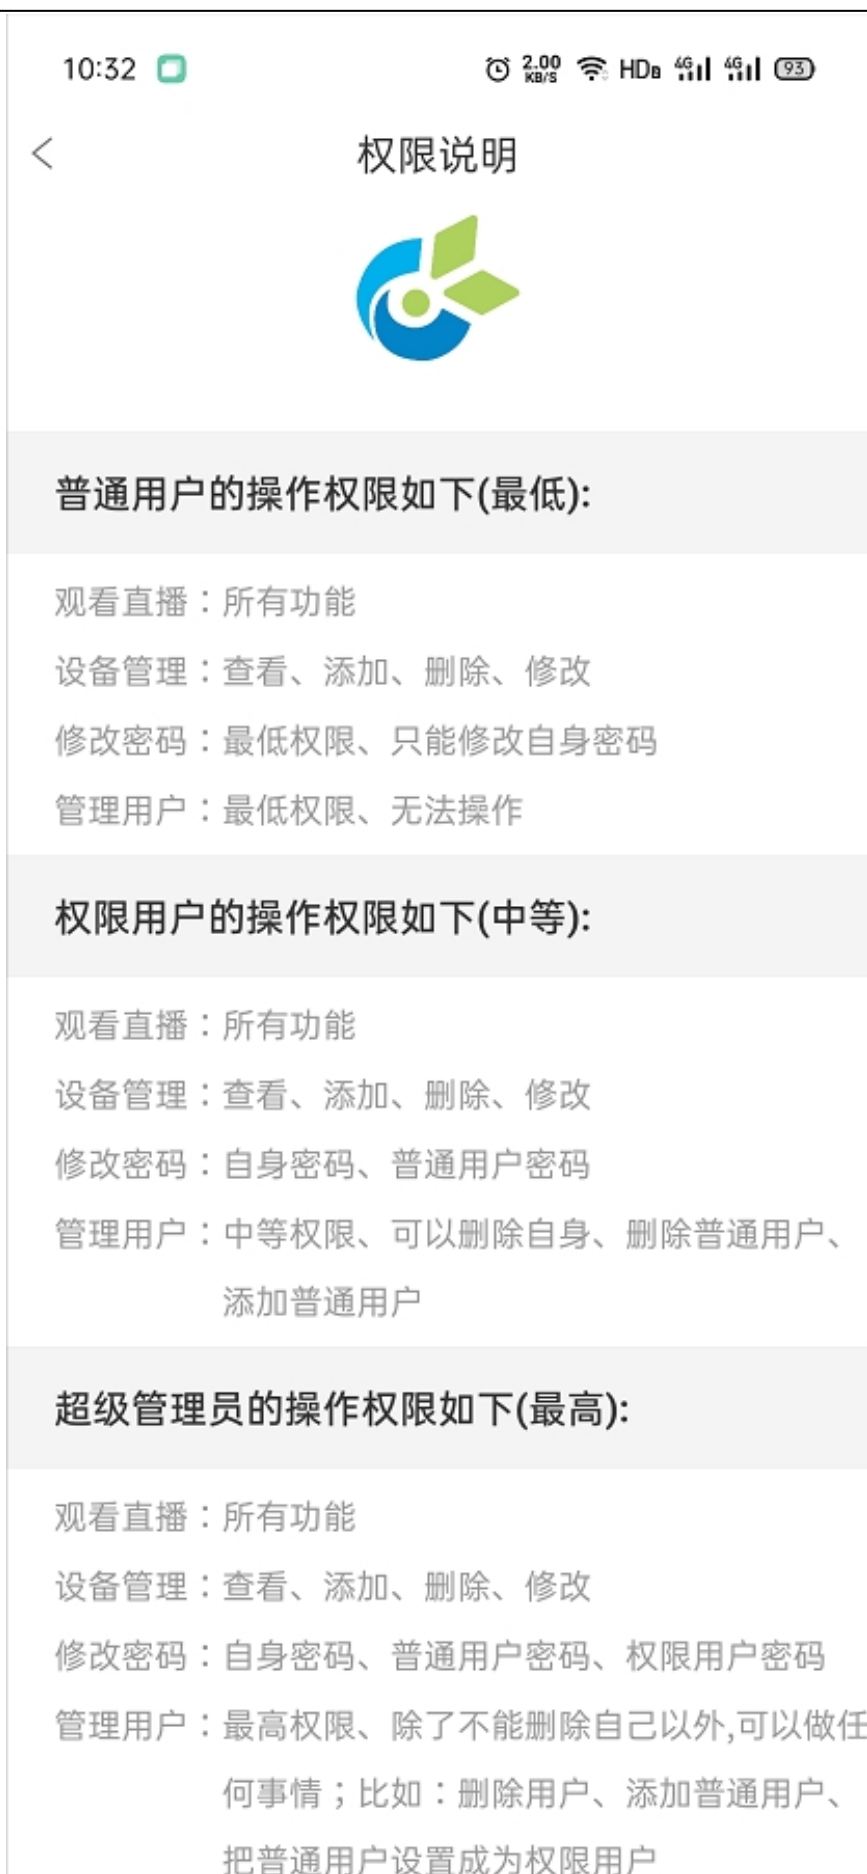 10:32 2.00 KB/S HDB 4G 4G 93
权限说明
普通用户的操作权限如下(最低):
观看直播：所有功能
设备管理：查看、添加、删除、修改
修改密码：最低权限、只能修改自身密码
管理用户：最低权限、无法操作
权限用户的操作权限如下(中等):
观看直播：所有功能
设备管理：查看、添加、删除、修改
修改密码：自身密码、普通用户密码
管理用户：中等权限、可以删除自身、删除普通用户、
添加普通用户
超级管理员的操作权限如下(最高):
观看直播：所有功能
设备管理：查看、添加、删除、修改
修改密码：自身密码、普通用户密码、权限用户密码
管理用户：最高权限、除了不能删除自己以外,可以做任
何事情；比如：删除用户、添加普通用户、
把普通用户设置成为权限用户